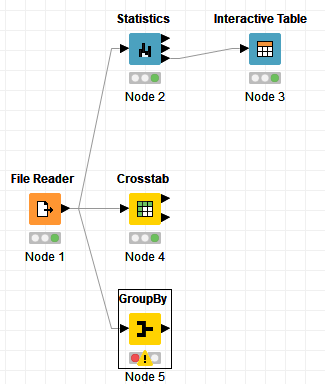 Statistics
Interactive Table
Node 2
Node 3
File Reader
Crosstab
Node 1
Node 4
GroupBy
Node 5